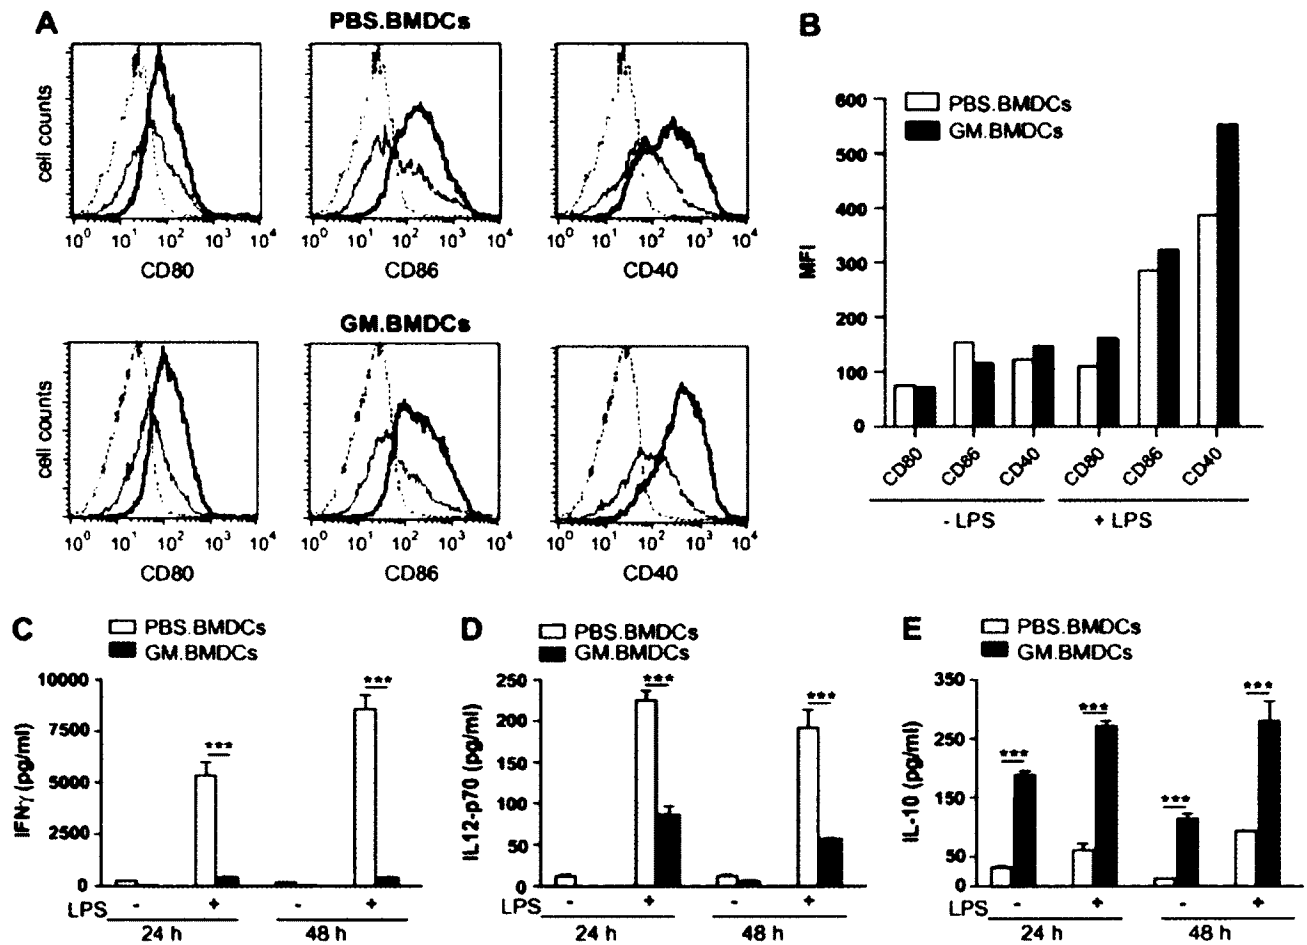 A PBS.BMDCs
cell counts
10⁰ 10¹ 10² 10³ 10⁴
CD80
10⁰ 10¹ 10² 10³ 10⁴
CD86
10⁰ 10¹ 10² 10³ 10⁴
CD40
GM.BMDCs
cell counts
10⁰ 10¹ 10² 10³ 10⁴
CD80
10⁰ 10¹ 10² 10³ 10⁴
CD86
10⁰ 10¹ 10² 10³ 10⁴
CD40
B
PBS.BMDCs
GM.BMDCs
MFI
600
500
400
300
200
100
0
CD80 CD86 CD40 CD80 CD86 CD40
- LPS + LPS
C
PBS.BMDCs
GM.BMDCs
IFNγ (pg/ml)
10000
7500
5000
2500
0
***
***
LPS - + - +
24 h 48 h
D
PBS.BMDCs
GM.BMDCs
IL12-p70 (pg/ml)
250
200
150
100
50
0
***
***
- + - +
24 h 48 h
E
PBS.BMDCs
GM.BMDCs
IL-10 (pg/ml)
350
250
150
50
0
***
***
***
***
LPS - + - +
24 h 48 h